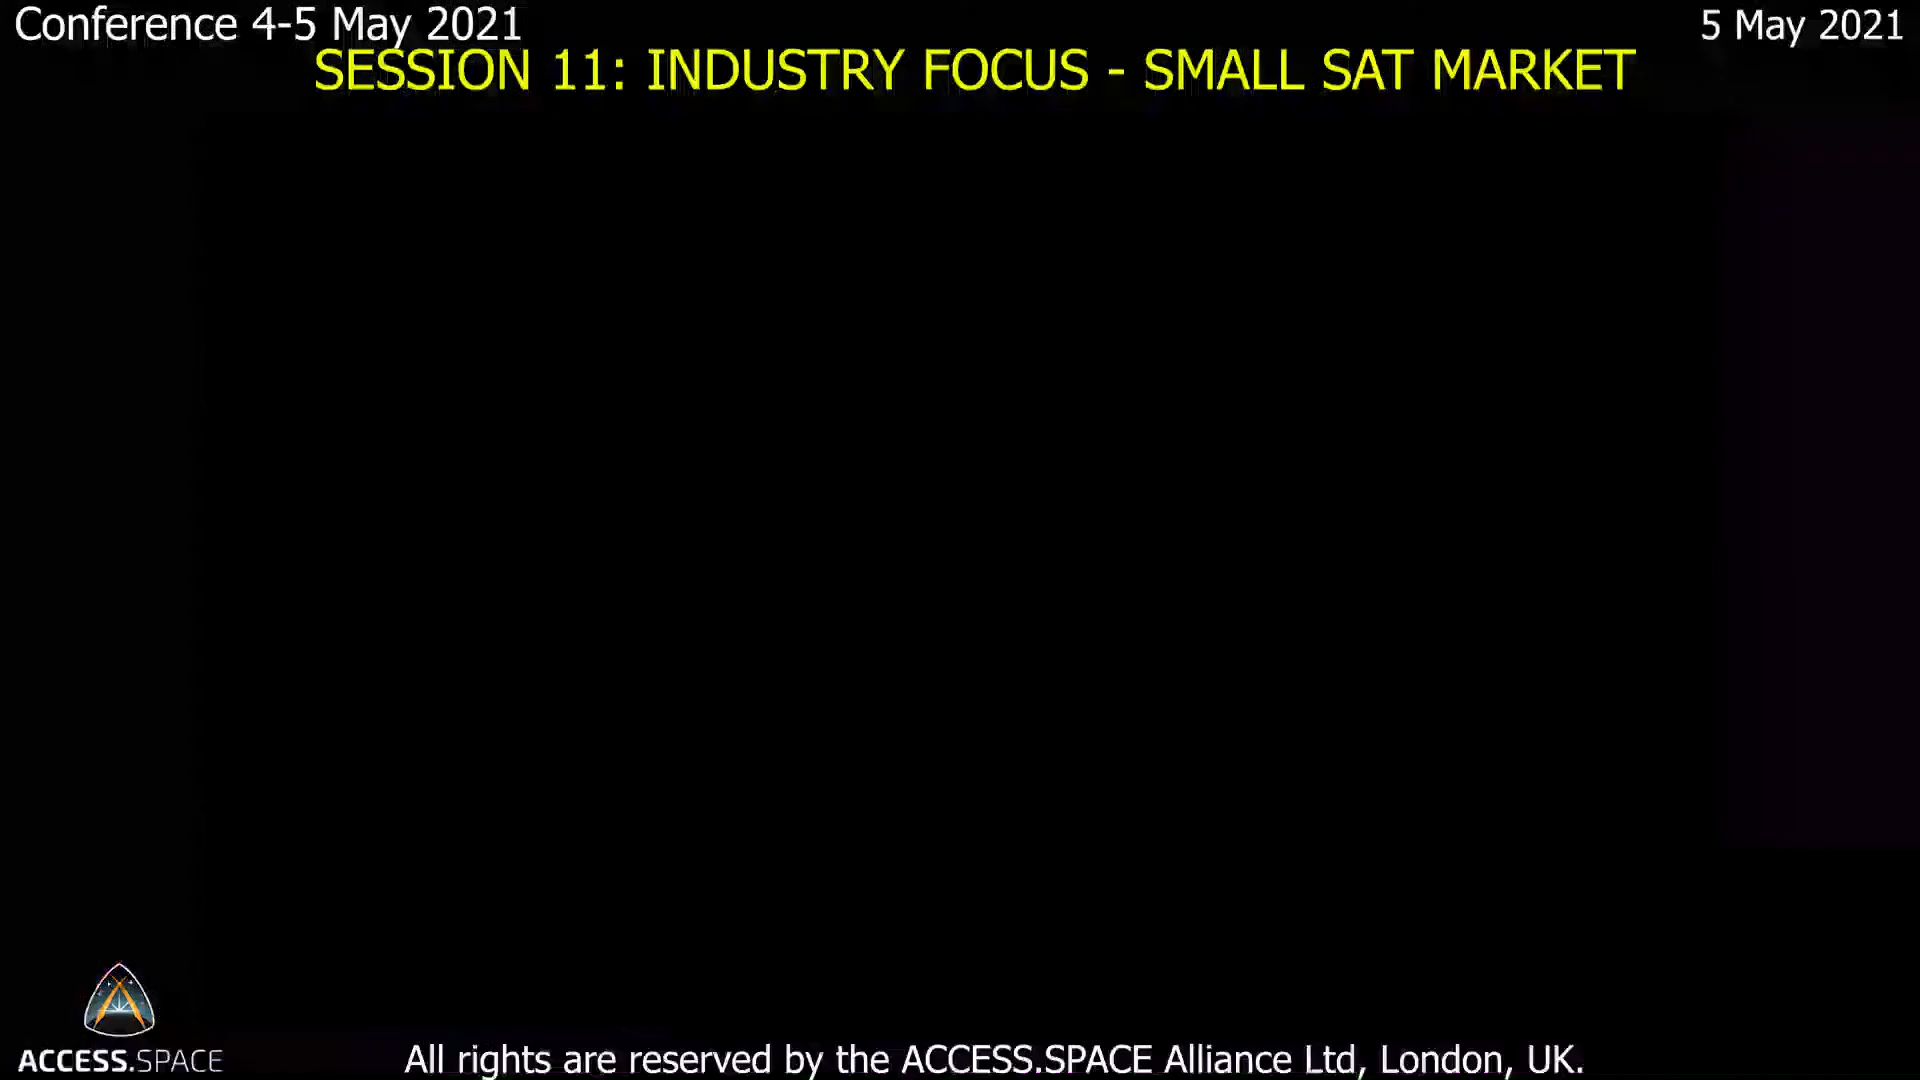 Conference 4-5 May 2021
5 May 2021
SESSION 11: INDUSTRY FOCUS - SMALL SAT MARKET
ACCESS.SPACE
All rights are reserved by the ACCESS.SPACE Alliance Ltd, London, UK.